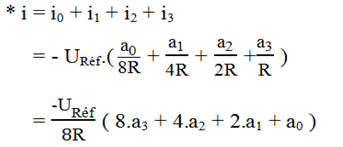 * i = i₀ + i₁ + i₂ + i₃
= - U_Réf.(a₀/8R + a₁/4R + a₂/2R + a₃/R )
= -U_Réf/8R ( 8.a₃ + 4.a₂ + 2.a₁ + a₀ )